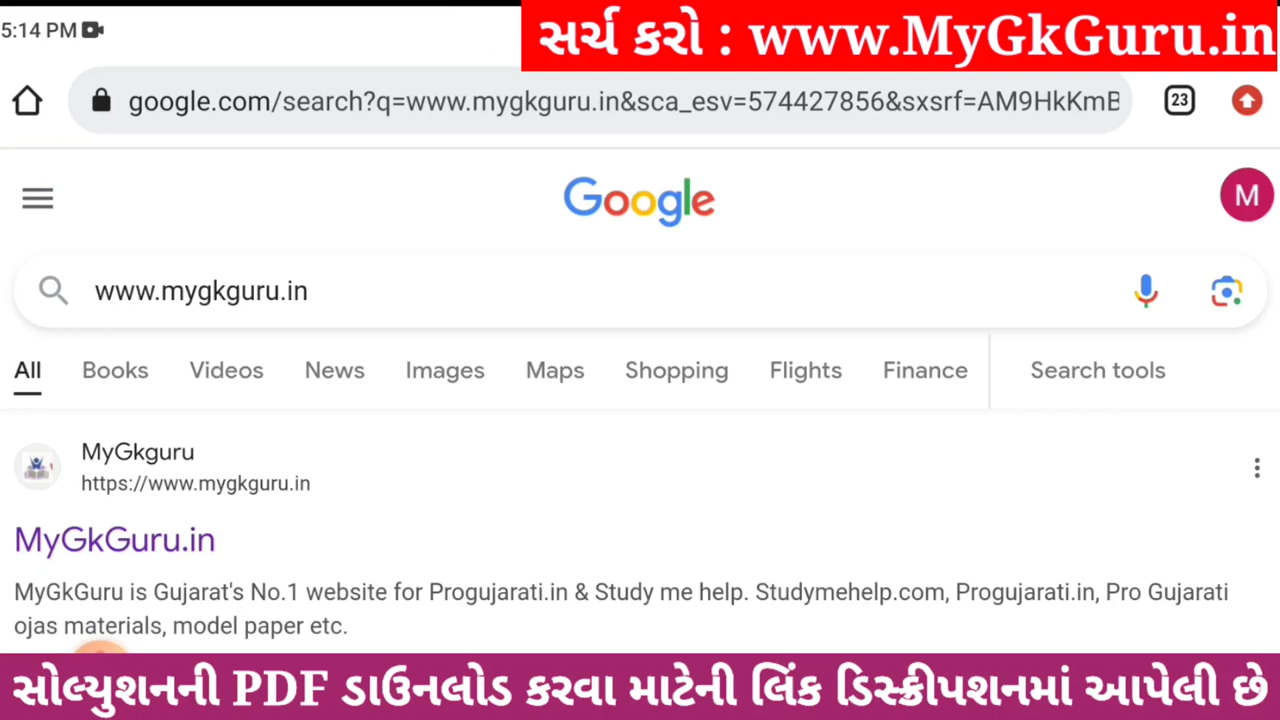 5:14 PM
સર્ચ કરો : www.MyGkGuru.in
google.com/search?q=www.mygkguru.in&sca_esv=574427856&sxsrf=AM9HkKmB
23
Google
M
www.mygkguru.in
All Books Videos News Images Maps Shopping Flights Finance Search tools
MyGkguru
https://www.mygkguru.in
MyGkGuru.in
MyGkGuru is Gujarat's No.1 website for Progujarati.in & Study me help. Studymehelp.com, Progujarati.in, Pro Gujarati
ojas materials, model paper etc.
સોલ્યુશનની PDF ડાઉનલોડ કરવા માટેની લિંક ડિસ્ક્રીપશનમાં આપેલી છે